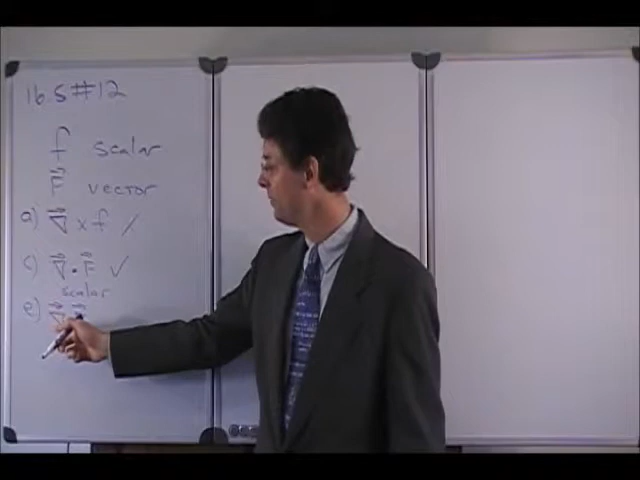 16.5 #12
f scalar
F⃗ vector
a) ∇⃗ × f /
c) ∇⃗ • F⃗ ✓
scalar
e) ∇⃗